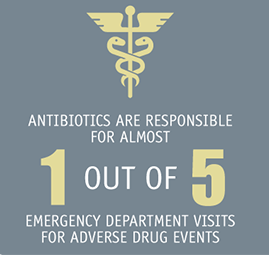 ANTIBIOTICS ARE RESPONSIBLE
FOR ALMOST
1 OUT OF 5
EMERGENCY DEPARTMENT VISITS
FOR ADVERSE DRUG EVENTS